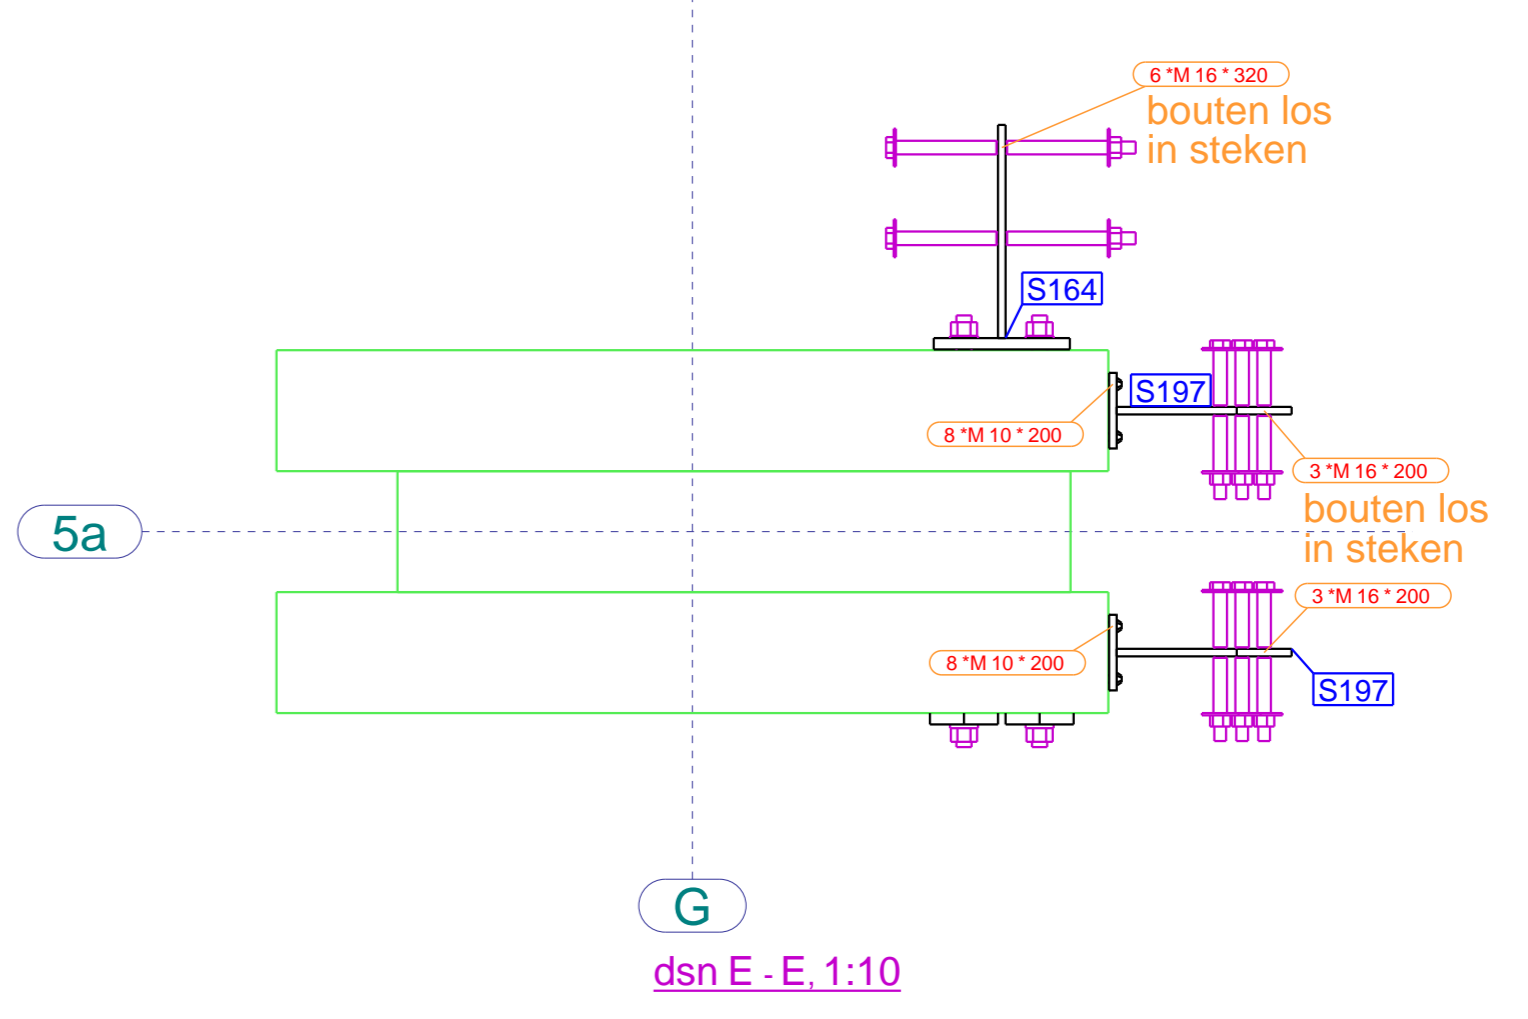 6 *M 16 * 320
bouten los
in steken
S164
S197
8 *M 10 * 200
3 *M 16 * 200
bouten los
in steken
5a
3 *M 16 * 200
8 *M 10 * 200
S197
G
dsn E - E, 1:10